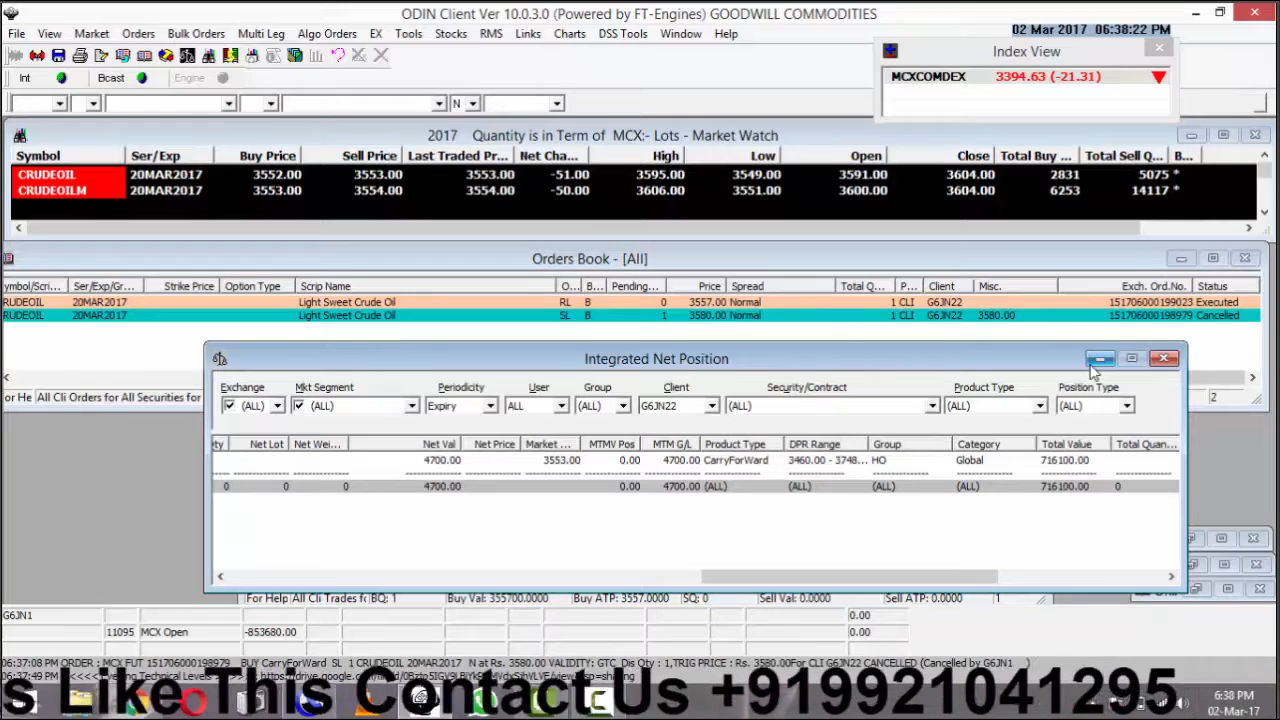 ODIN Client Ver 10.0.3.0 (Powered by FT-Engines) GOODWILL COMMODITIES
File View Market Orders Bulk Orders Multi Leg Algo Orders EX Tools Stocks RMS Links Charts DSS Tools Window Help
02 Mar 2017 06:38:22 PM
Index View
Int Bcast Engine
MCXCOMDEX 3394.63 (-21.31)
N
2017 Quantity is in Term of MCX:- Lots - Market Watch
Symbol Ser/Exp Buy Price Sell Price Last Traded Pr... Net Cha... High Low Open Close Total Buy ... Total Sell Q... B...
CRUDEOIL 20MAR2017 3552.00 3553.00 3553.00 -51.00 3595.00 3549.00 3591.00 3604.00 2831 5075 *
CRUDEOILM 20MAR2017 3553.00 3554.00 3554.00 -50.00 3606.00 3551.00 3600.00 3604.00 6253 14117 *
Orders Book - [All]
ymbol/Scri... Ser/Exp/Gr... Strike Price Option Type Scrip Name O... B... Pending... Price Spread Total Q... P... Client Misc. Exch. Ord.No. Status
RUDEOIL 20MAR2017 Light Sweet Crude Oil RL B 0 3557.00 Normal 1 CLI G6JN22 151706000199023 Executed
RUDEOIL 20MAR2017 Light Sweet Crude Oil SL B 1 3580.00 Normal 1 CLI G6JN22 3580.00 151706000198979 Cancelled
Integrated Net Position
or He All Cli Orders for All Securities for 2
Exchange Mkt Segment Periodicity User Group Client Security/Contract Product Type Position Type
(ALL) (ALL) Expiry ALL (ALL) G6JN22 (ALL) (ALL) (ALL)
ty Net Lot Net Wei... Net Val Net Price Market ... MTMV Pos MTM G/L Product Type DPR Range Group Category Total Value Total Quan...
4700.00 3553.00 0.00 4700.00 CarryForWard 3460.00 - 3748... HO Global 716100.00
0 0 0 4700.00 0.00 4700.00 (ALL) (ALL) (ALL) (ALL) 716100.00 0
For Help All Cli Trades fo BQ: 1 Buy Val: 355700.0000 Buy ATP: 3557.0000 SQ: 0 Sell Val: 0.0000 Sell ATP: 0.0000 1
G6JN1 0.00
11095 MCX Open -853680.00 0.00
06:37:08 PM ORDER : MCX FUT 151706000198979 BUY CarryForward SL 1 CRUDEOIL 20MAR2017 N at Rs. 3580.00 VALIDITY: GTC, Dis Qty : 1,TRIG PRICE : Rs. 3580.00For CLI G6JN22 CANCELLED (Cancelled by G6JN1 )
s Like This Contact Us +919921041295
6:38 PM
02-Mar-17